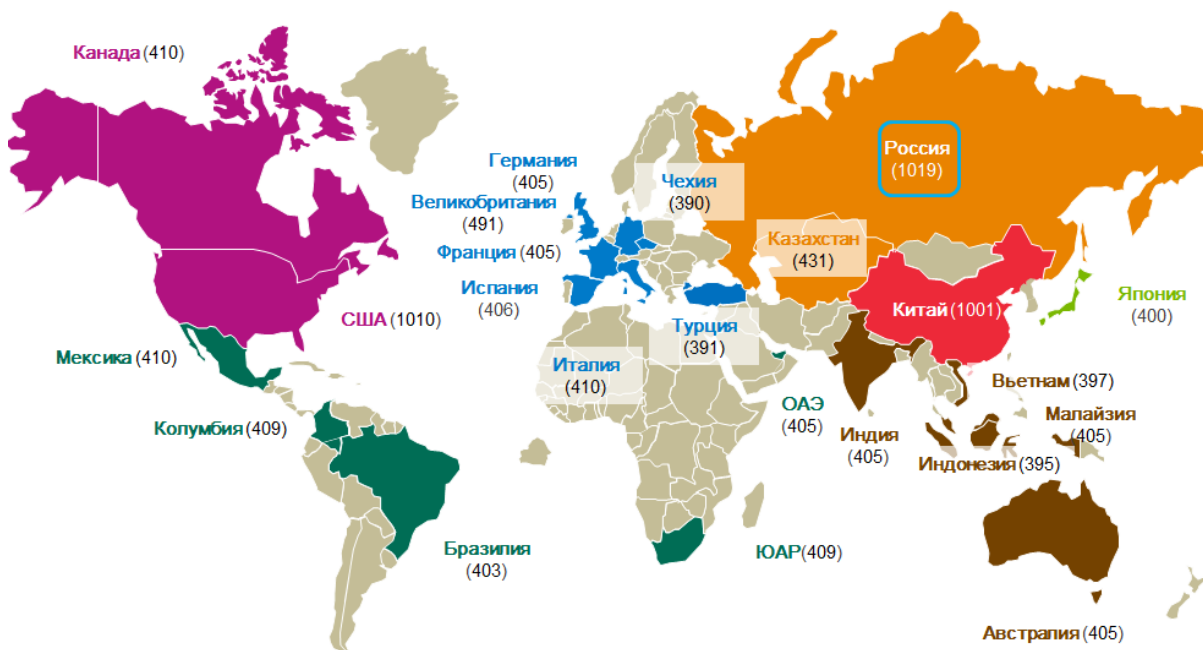 Канада (410)
Россия
(1019)
Германия
(405)
Чехия
(390)
Великобритания
(491)
Франция (405)
Казахстан
(431)
Испания
(406)
Китай (1001)
Япония
(400)
США (1010)
Турция
(391)
Мексика (410)
Италия
(410)
Вьетнам (397)
ОАЭ
(405)
Малайзия
(405)
Колумбия (409)
Индия
(405)
Индонезия (395)
Бразилия
(403)
ЮАР (409)
Австралия (405)